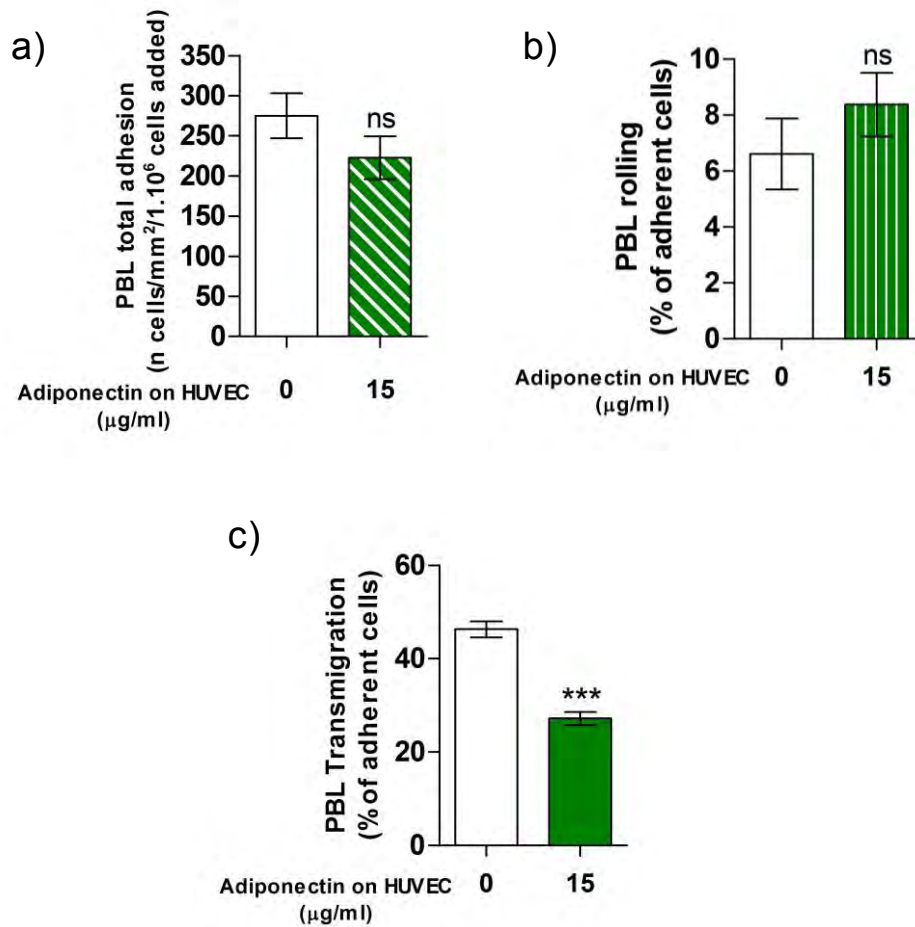 a)
PBL total adhesion
(n cells/mm²/1.10⁶ cells added)
350
300
250
200
150
100
50
0
ns
Adiponectin on HUVEC 0 15
(μg/ml)
b)
PBL rolling
(% of adherent cells)
10
8
6
4
2
0
ns
Adiponectin on HUVEC 0 15
(μg/ml)
c)
PBL Transmigration
(% of adherent cells)
60
40
20
0
***
Adiponectin on HUVEC 0 15
(μg/ml)